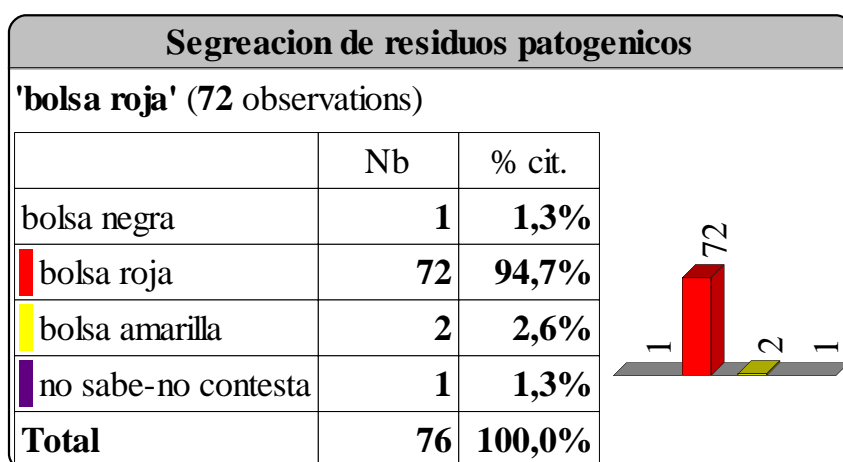 Segreacion de residuos patogenicos
'bolsa roja' (72 observations)
Nb % cit.
bolsa negra 1 1,3%
bolsa roja 72 94,7%
bolsa amarilla 2 2,6%
no sabe-no contesta 1 1,3%
Total 76 100,0%
1 72 2 1